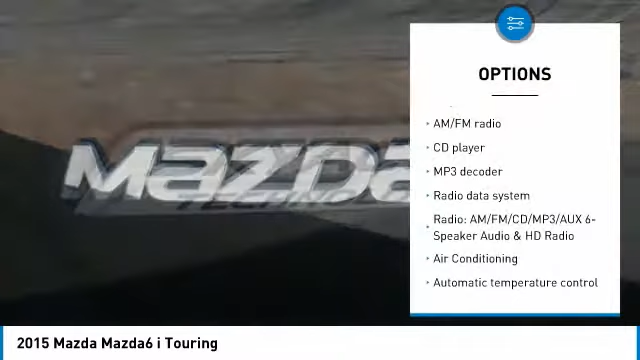 OPTIONS
AM/FM radio
CD player
MP3 decoder
Radio data system
Radio: AM/FM/CD/MP3/AUX 6-
Speaker Audio & HD Radio
Air Conditioning
Automatic temperature control
mazda
2015 Mazda Mazda6 i Touring